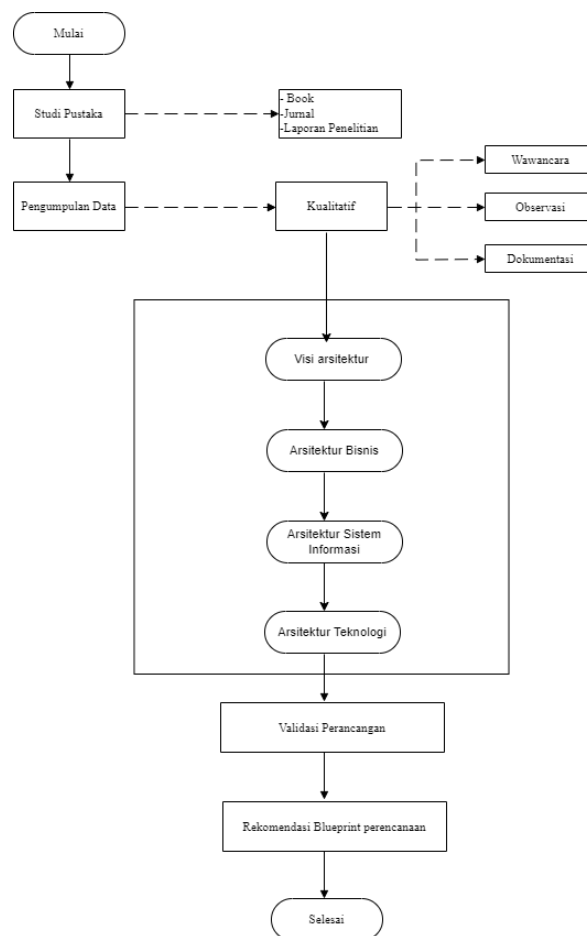 Mulai
Studi Pustaka
- Book
-Jurnal
-Laporan Penelitian
Pengumpulan Data
Kualitatif
Wawancara
Observasi
Dokumentasi
Visi arsitektur
Arsitektur Bisnis
Arsitektur Sistem
Informasi
Arsitektur Teknologi
Validasi Perancangan
Rekomendasi Blueprint perencanaan
Selesai